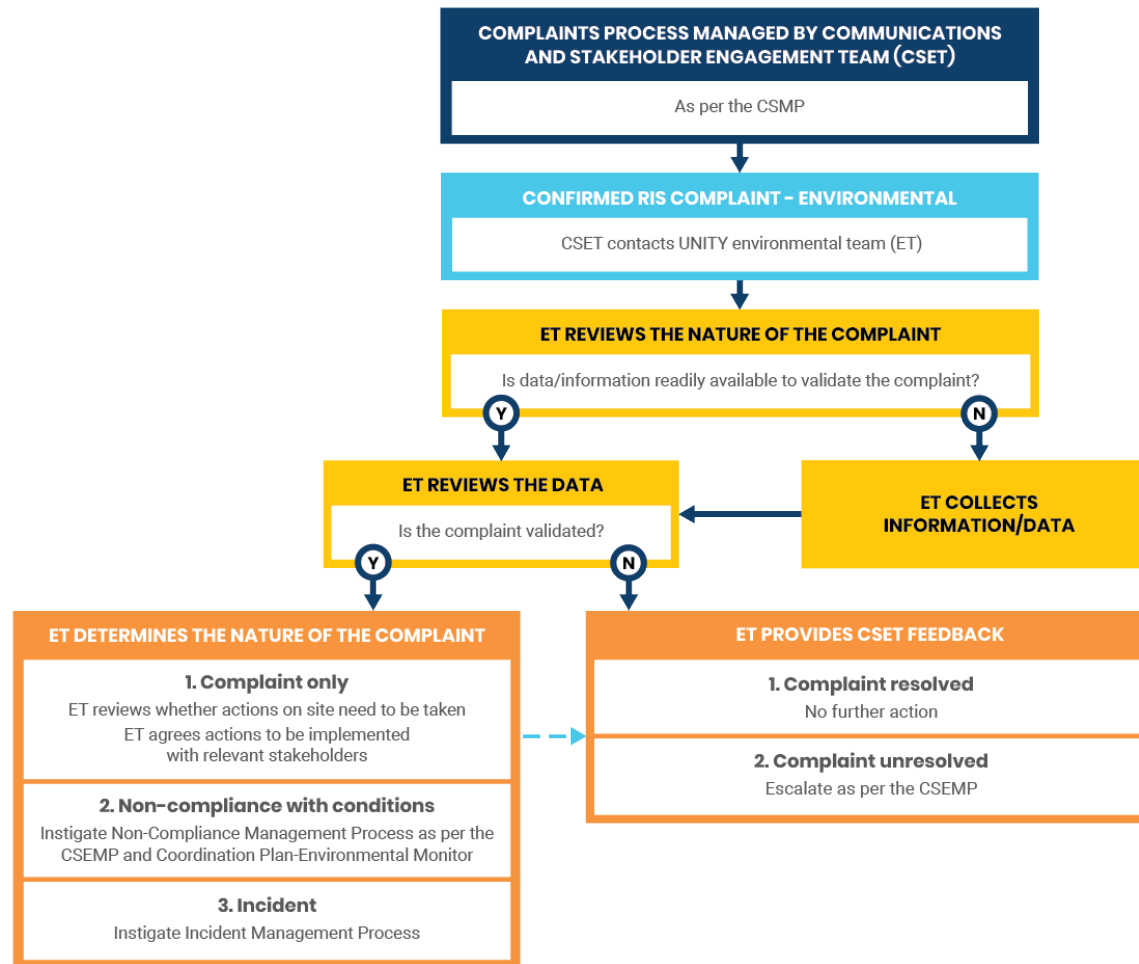 COMPLAINTS PROCESS MANAGED BY COMMUNICATIONS
AND STAKEHOLDER ENGAGEMENT TEAM (CSET)
As per the CSMP
CONFIRMED RIS COMPLAINT - ENVIRONMENTAL
CSET contacts UNITY environmental team (ET)
ET REVIEWS THE NATURE OF THE COMPLAINT
Is data/information readily available to validate the complaint?
Y
N
ET REVIEWS THE DATA
Is the complaint validated?
ET COLLECTS
INFORMATION/DATA
Y
N
ET DETERMINES THE NATURE OF THE COMPLAINT
1. Complaint only
ET reviews whether actions on site need to be taken
ET agrees actions to be implemented
with relevant stakeholders
2. Non-compliance with conditions
Instigate Non-Compliance Management Process as per the
CSEMP and Coordination Plan-Environmental Monitor
3. Incident
Instigate Incident Management Process
ET PROVIDES CSET FEEDBACK
1. Complaint resolved
No further action
2. Complaint unresolved
Escalate as per the CSEMP